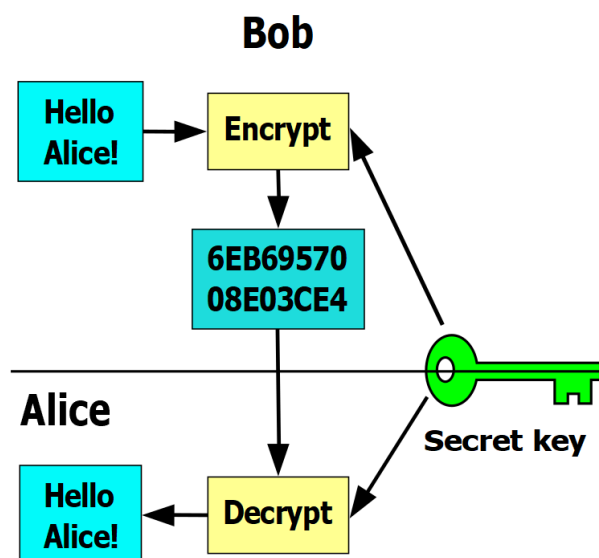 Bob
Hello
Alice!
Encrypt
6EB69570
08E03CE4
Alice
Secret key
Hello
Alice!
Decrypt